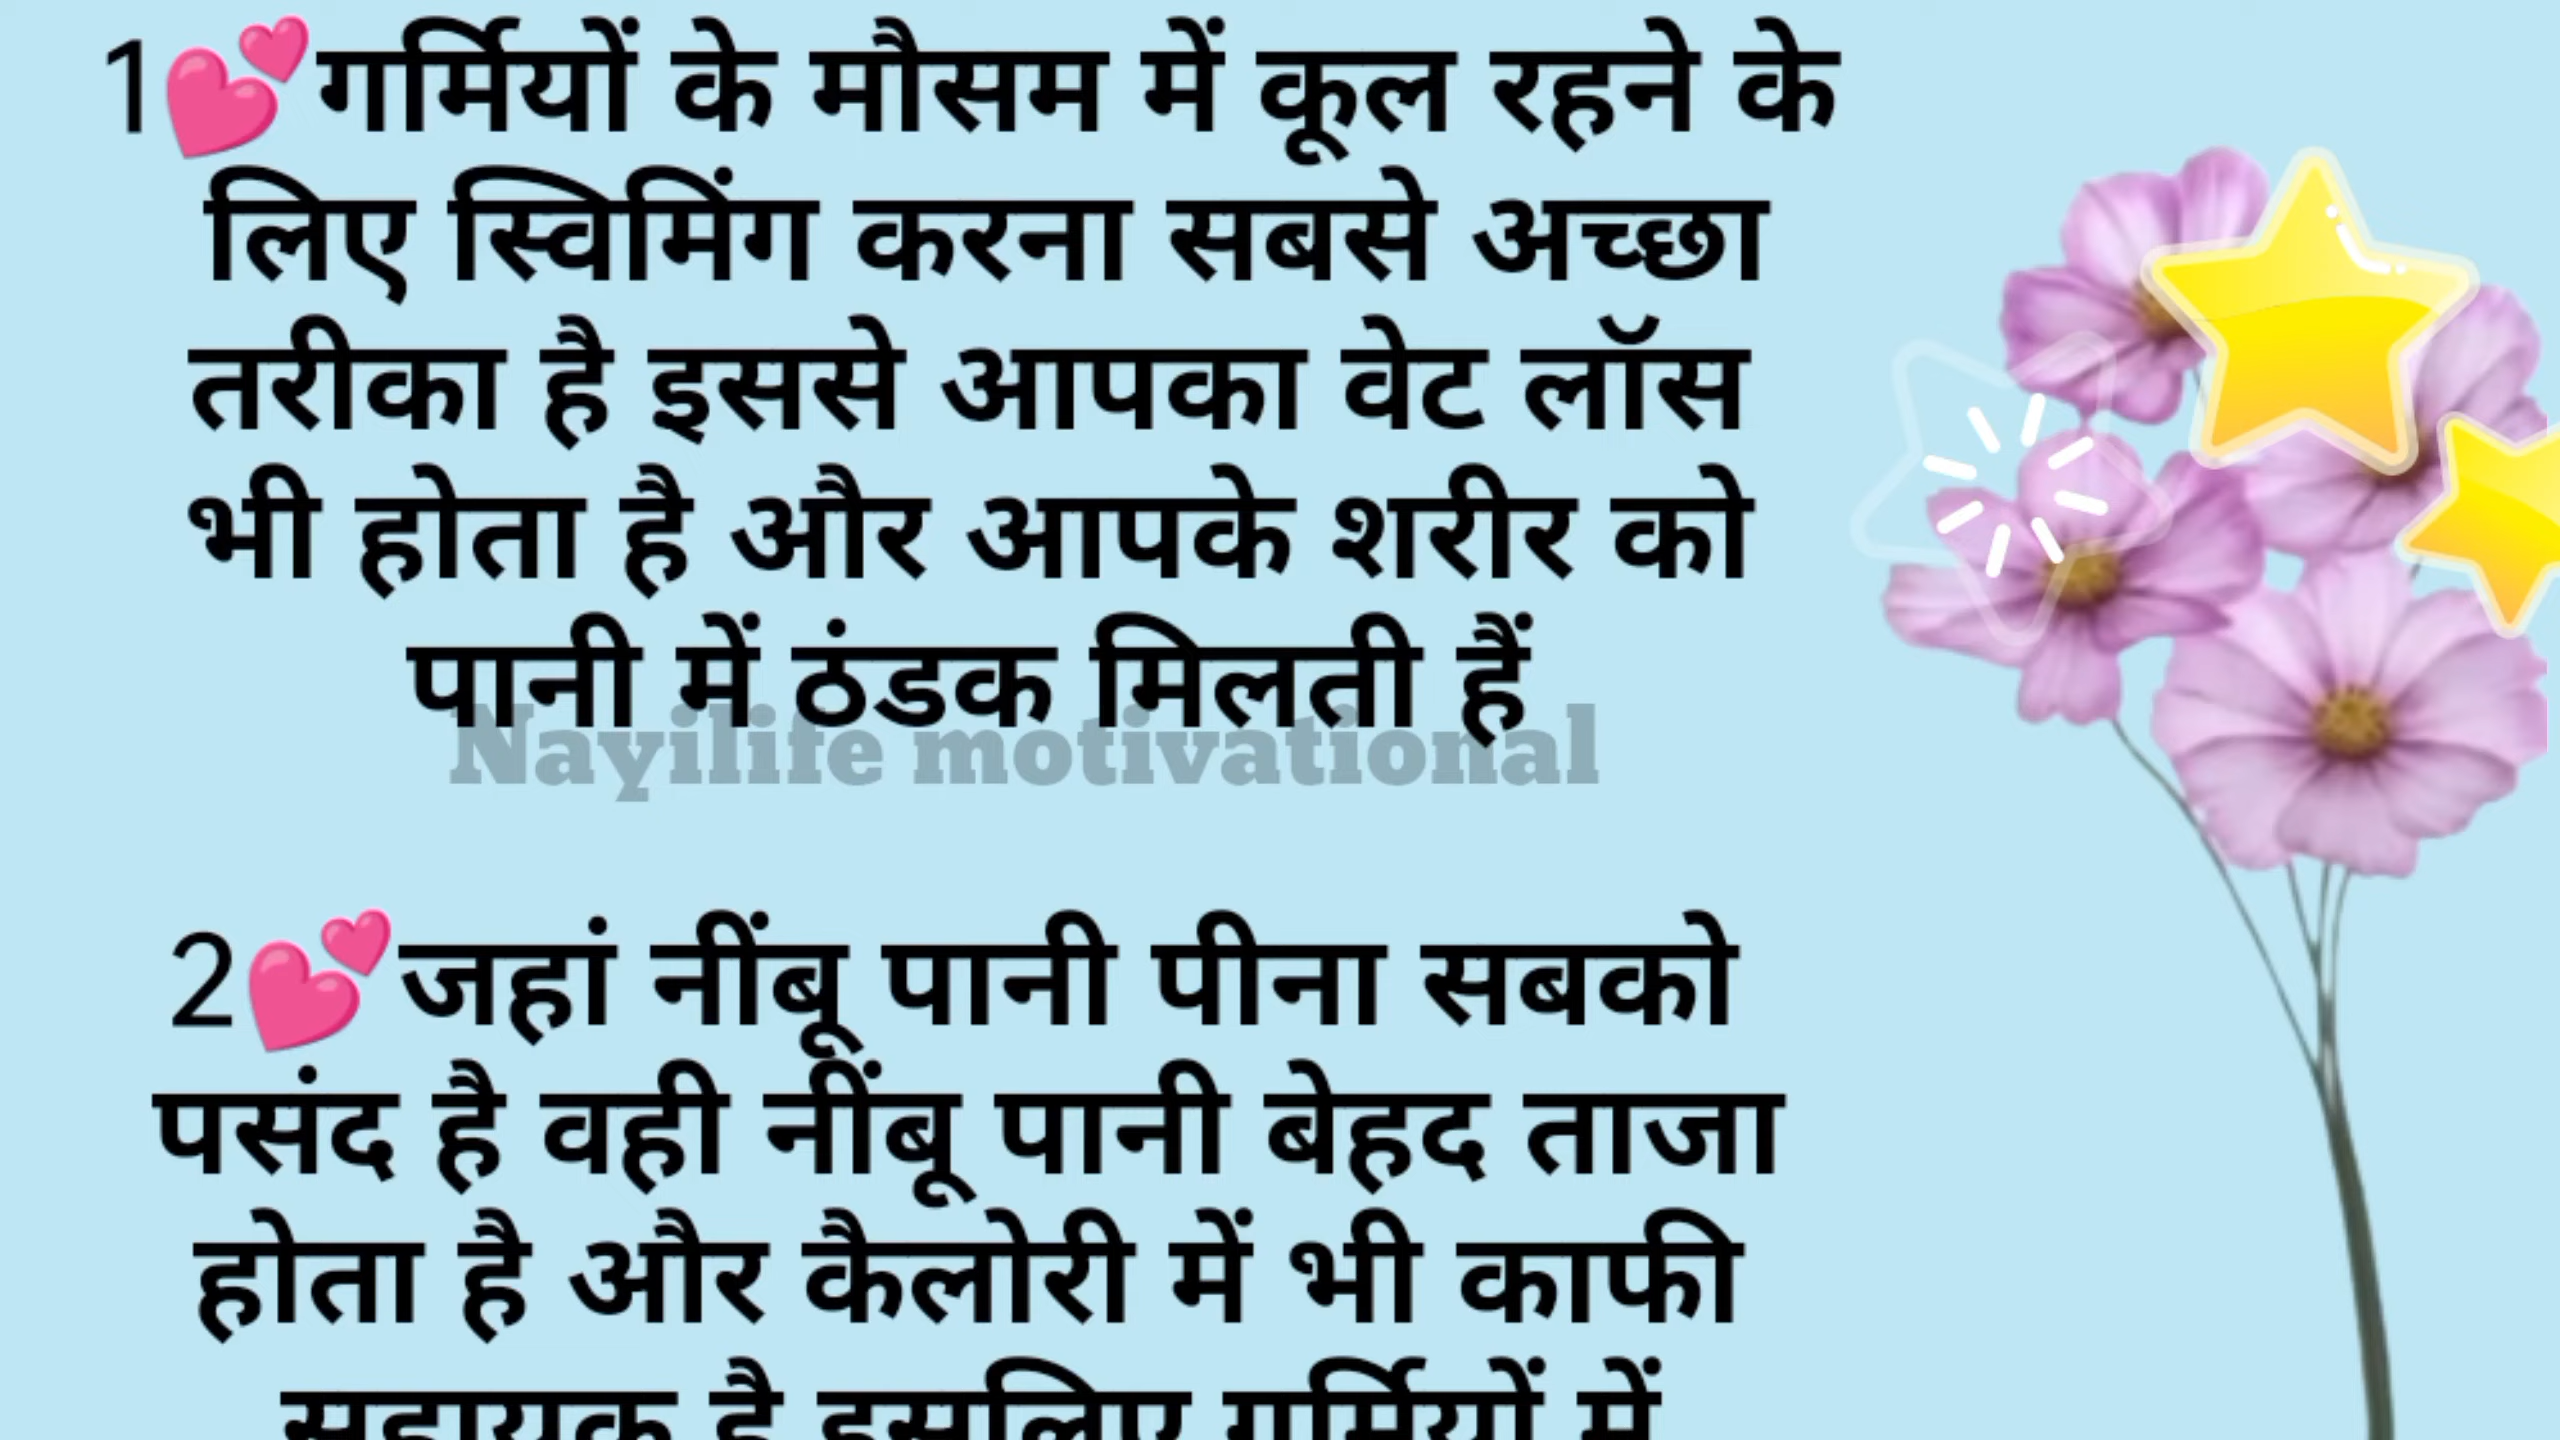 1💕गर्मियों के मौसम में कूल रहने के
लिए स्विमिंग करना सबसे अच्छा
तरीका है इससे आपका वेट लॉस
भी होता है और आपके शरीर को
पानी में ठंडक मिलती हैं
Nayilife motivational
2💕जहां नींबू पानी पीना सबको
पसंद है वही नींबू पानी बेहद ताजा
होता है और कैलोरी में भी काफी
सहायक है इसलिए गर्मियों में